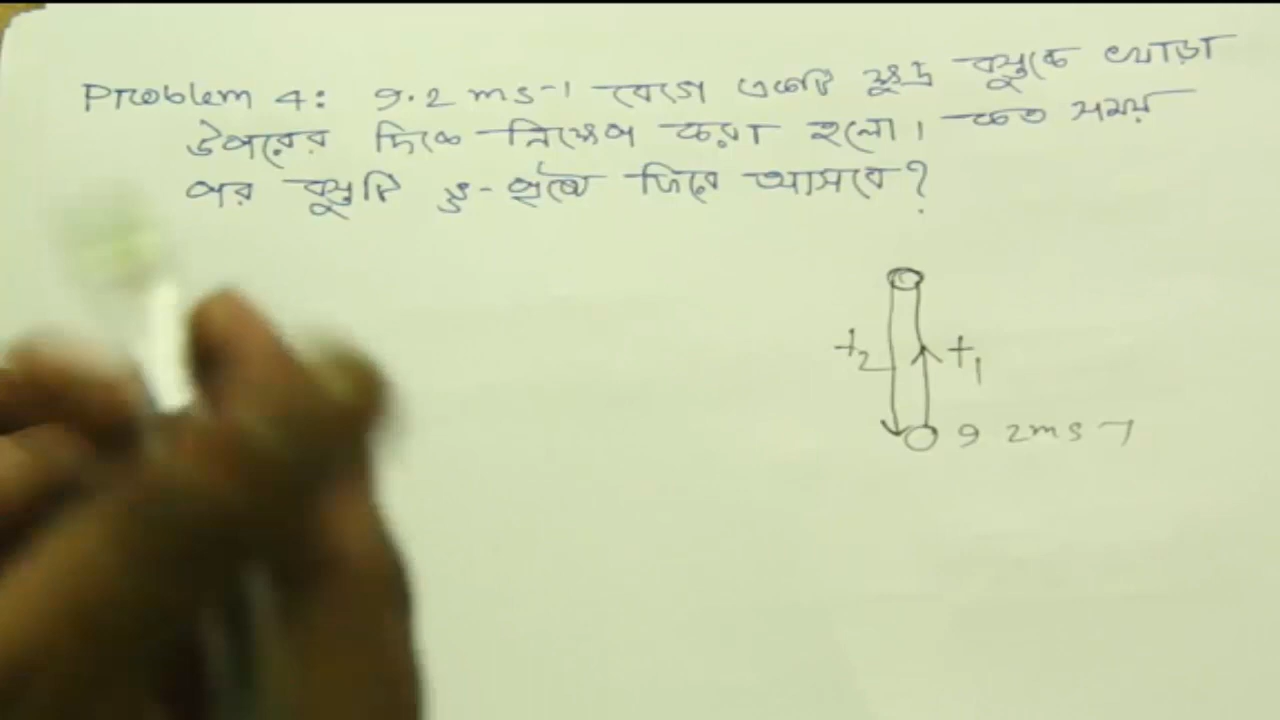 Problem 4: 9.2 ms-1 বেগে একটি ক্ষুদ্র বস্তুকে খাড়া
উপরের দিকে নিক্ষেপ করা হলো। কত সময়
পর বস্তুটি ভূ-পৃষ্ঠে ফিরে আসবে?
t2 t1
9 2ms-1